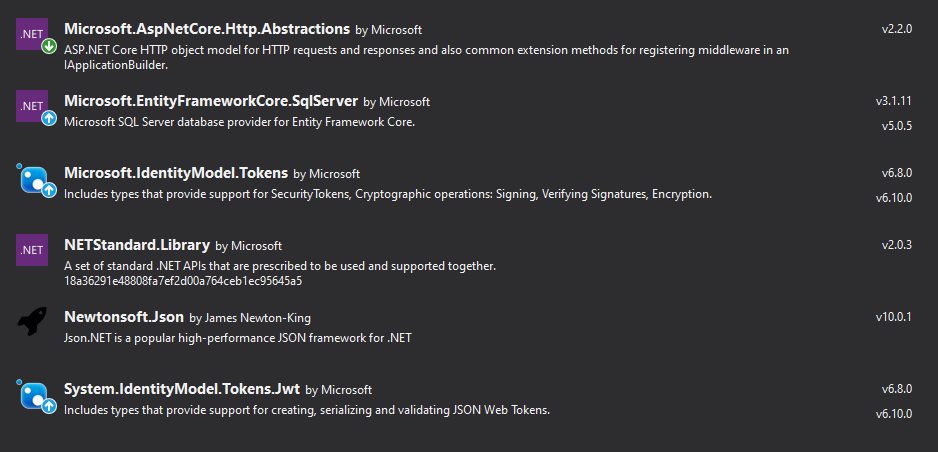 .NET
Microsoft.AspNetCore.Http.Abstractions by Microsoft v2.2.0
ASP.NET Core HTTP object model for HTTP requests and responses and also common extension methods for registering middleware in an
IApplicationBuilder.
.NET
Microsoft.EntityFrameworkCore.SqlServer by Microsoft v3.1.11
Microsoft SQL Server database provider for Entity Framework Core. v5.0.5
Microsoft.IdentityModel.Tokens by Microsoft v6.8.0
Includes types that provide support for SecurityTokens, Cryptographic operations: Signing, Verifying Signatures, Encryption. v6.10.0
.NET
NETStandard.Library by Microsoft v2.0.3
A set of standard .NET APIs that are prescribed to be used and supported together.
18a36291e48808fa7ef2d00a764ceb1ec95645a5
Newtonsoft.Json by James Newton-King v10.0.1
Json.NET is a popular high-performance JSON framework for .NET
System.IdentityModel.Tokens.Jwt by Microsoft v6.8.0
Includes types that provide support for creating, serializing and validating JSON Web Tokens. v6.10.0